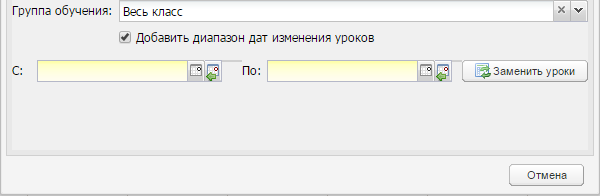 Группа обучения: Весь класс
Добавить диапазон дат изменения уроков
С: По: Заменить уроки
Отмена